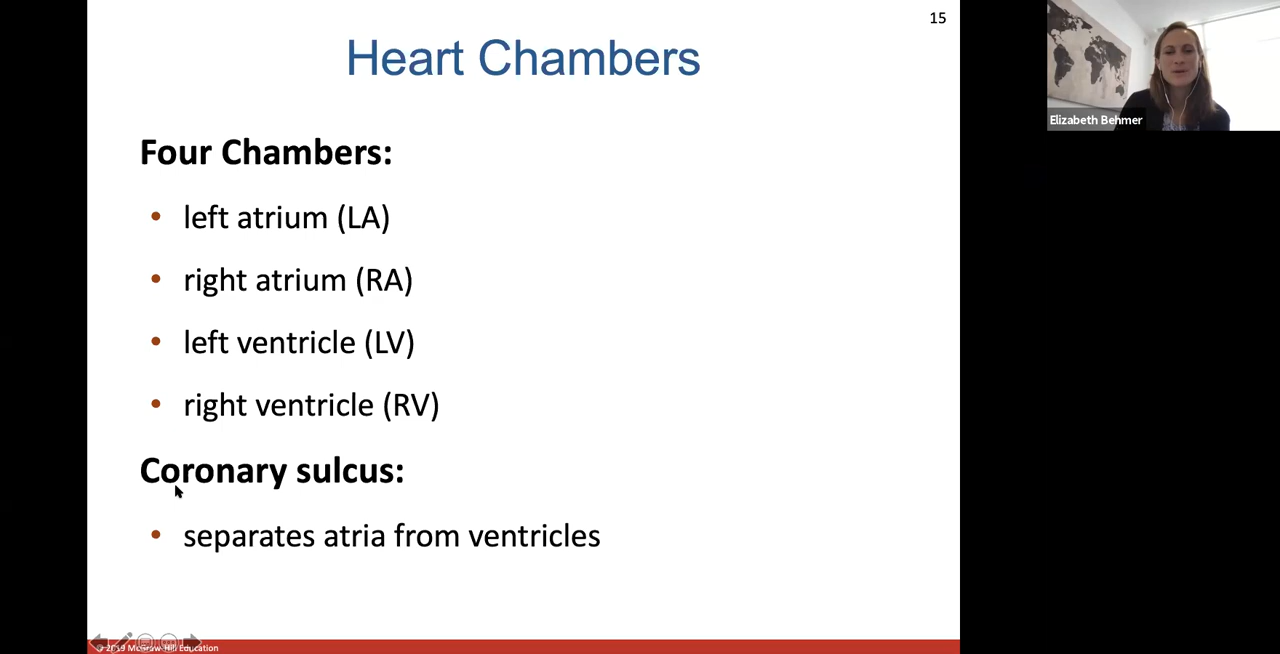 15
Heart Chambers
Elizabeth Behmer
Four Chambers:
• left atrium (LA)
• right atrium (RA)
• left ventricle (LV)
• right ventricle (RV)
Coronary sulcus:
• separates atria from ventricles
© 2019 McGraw-Hill Education